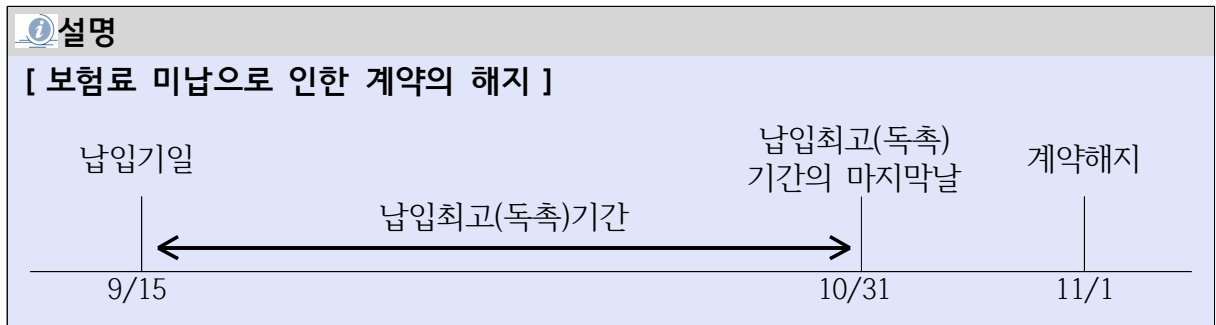 설명
[ 보험료 미납으로 인한 계약의 해지 ]
납입기일
납입최고(독촉)
기간의 마지막날
계약해지
납입최고(독촉)기간
9/15
10/31
11/1